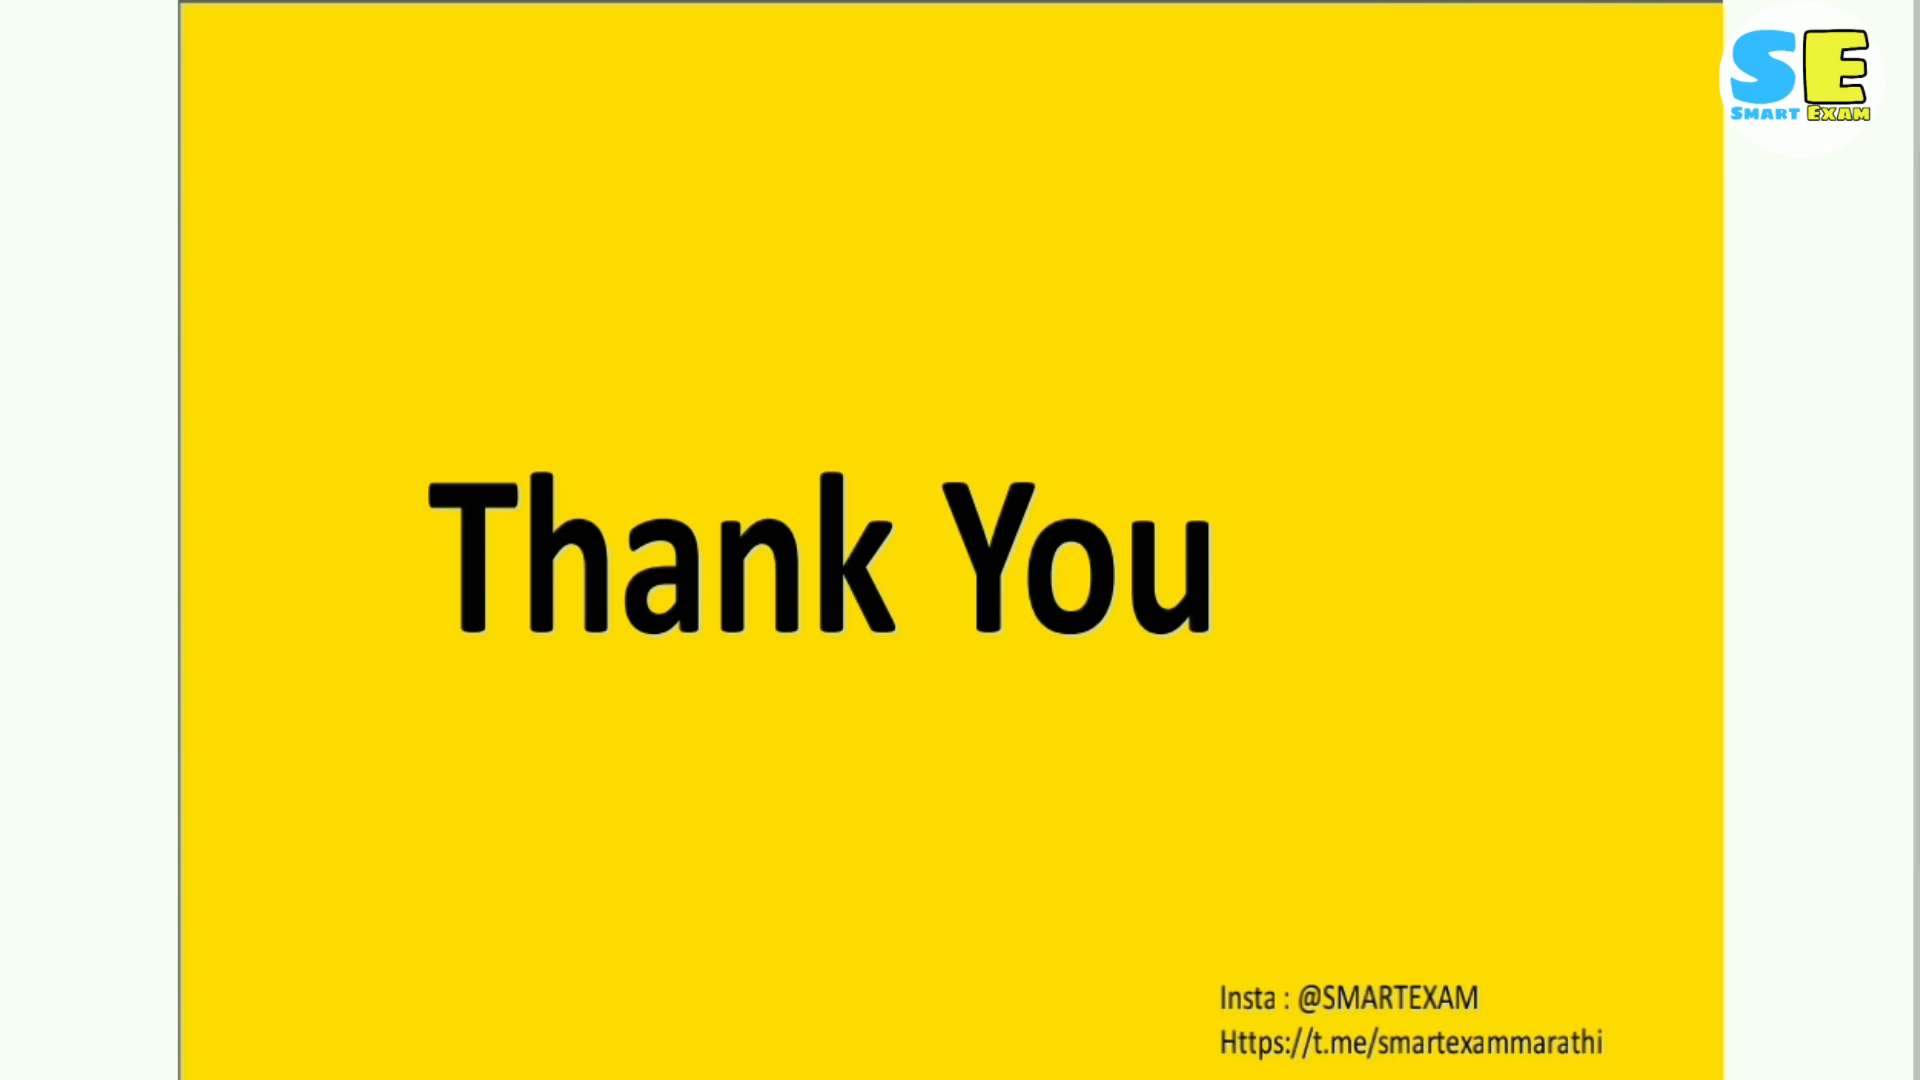 SE
SMART EXAM
Thank You
Insta : @SMARTEXAM
Https://t.me/smartexammarathi